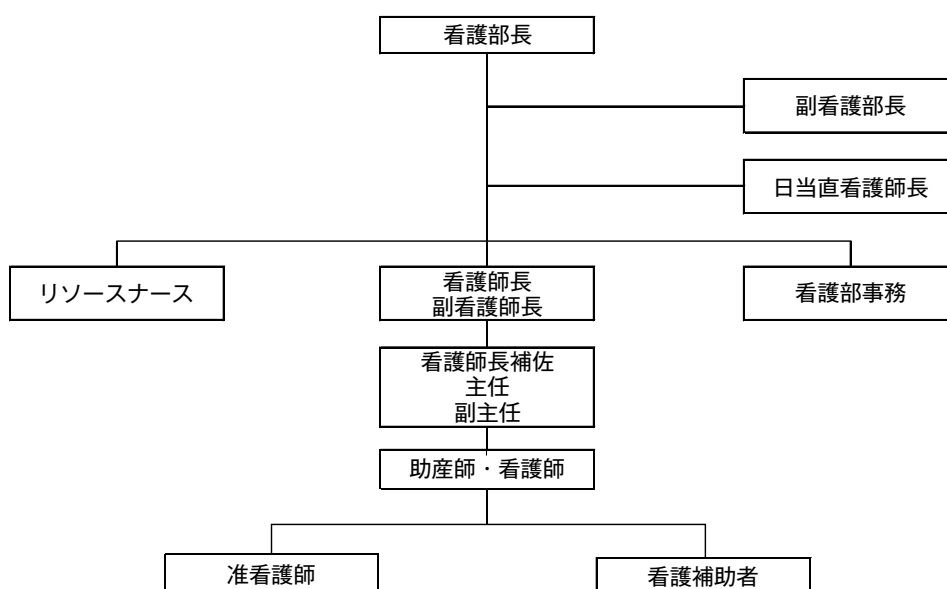 看護部長
副看護部長
日当直看護師長
リソースナース
看護師長
副看護師長
看護部事務
看護師長補佐
主任
副主任
助産師・看護師
准看護師
看護補助者